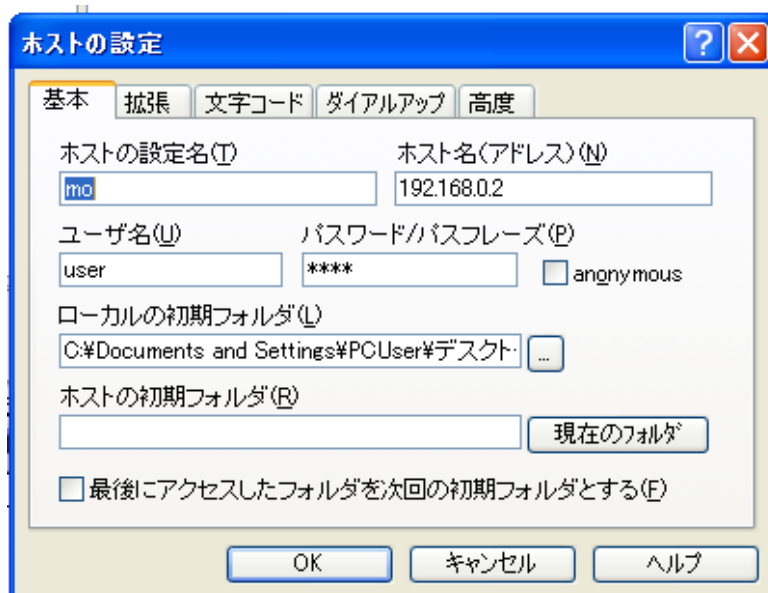 ホストの設定
基本 拡張 文字コード ダイアルアップ 高度
ホストの設定名(T) ホスト名(アドレス)(N)
mo 192.168.0.2
ユーザ名(U) パスワード/パスフレーズ(P)
user **** anonymous
ローカルの初期フォルダ(L)
C:¥Documents and Settings¥PCUser¥デスクト ...
ホストの初期フォルダ(R)
現在のフォルダ
最後にアクセスしたフォルダを次回の初期フォルダとする(F)
OK キャンセル ヘルプ